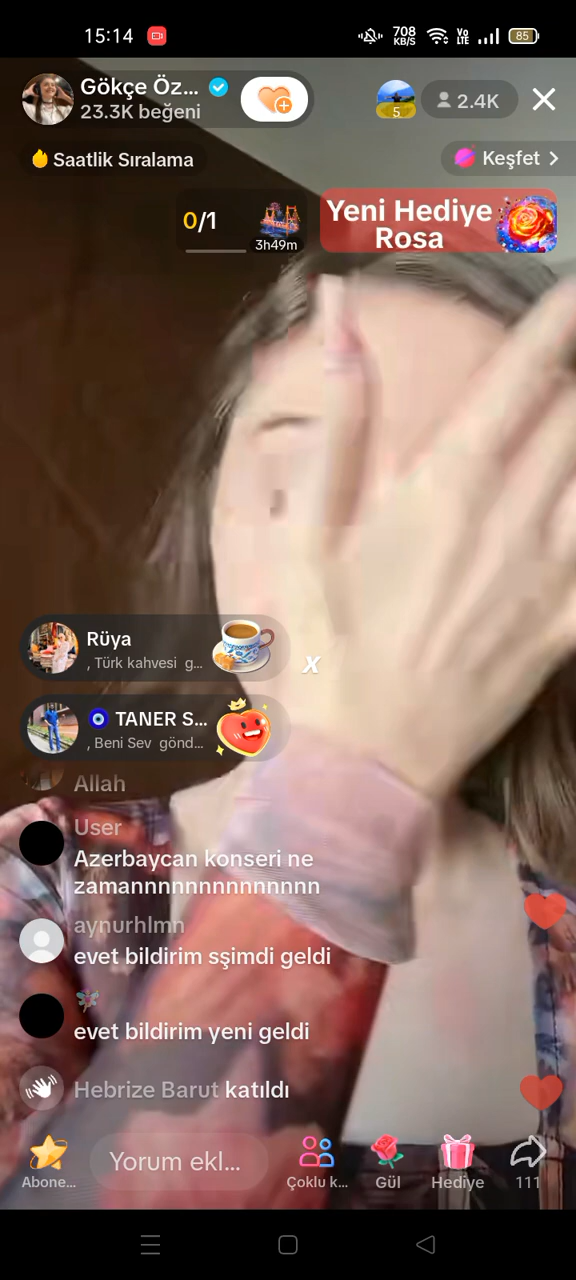 15:14
708
KB/S
Vo
LTE
85
Gökçe Öz...
23.3K beğeni
5
2.4K
Saatlik Sıralama
Keşfet
0/1
3h49m
Yeni Hediye
Rosa
Rüya
, Türk kahvesi g...
x
TANER S...
, Beni Sev gönd...
Allah
User
Azerbaycan konseri ne
zamannnnnnnnnnnnnnn
aynurhlmn
evet bildirim sşimdi geldi
evet bildirim yeni geldi
Hebrize Barut katıldı
Yorum ekl...
Abone...
Çoklu k...
Gül
Hediye
111